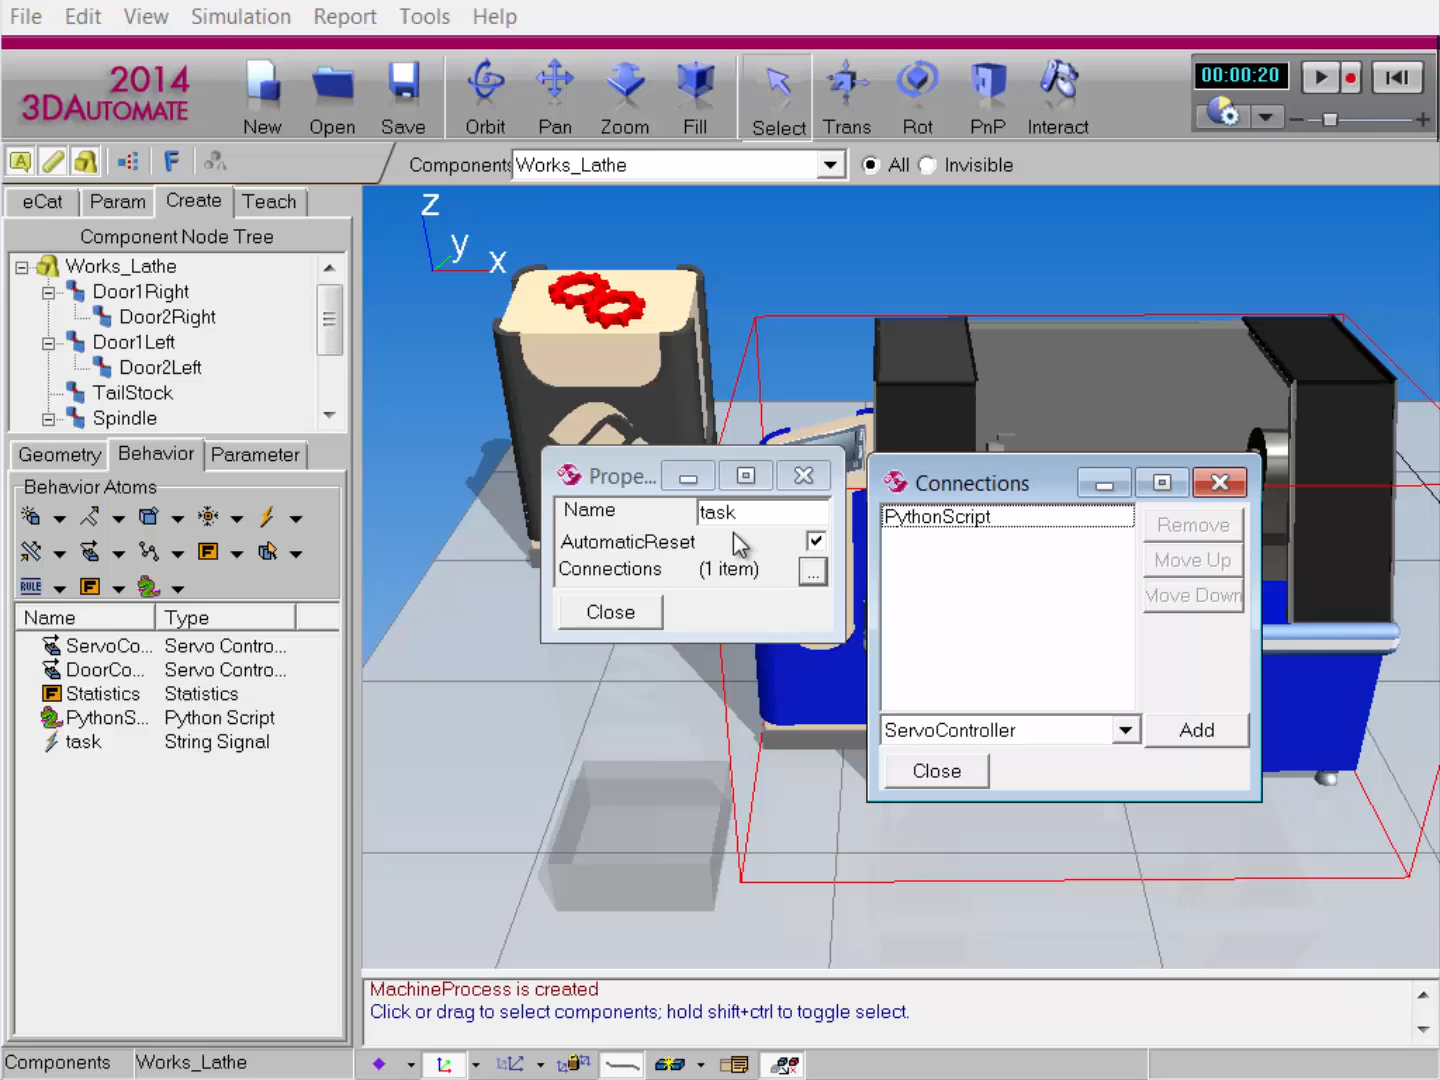 File Edit View Simulation Report Tools Help
2014
3DAUTOMATE
New Open Save Orbit Pan Zoom Fill Select Trans Rot PnP Interact
00:00:20
Component: Works_Lathe All Invisible
eCat Param Create Teach
Component Node Tree
Works_Lathe
Door1Right
Door2Right
Door1Left
Door2Left
TailStock
Spindle
Geometry Behavior Parameter
Behavior Atoms
RULE
Name Type
ServoCo... Servo Contro...
DoorCo... Servo Contro...
Statistics Statistics
PythonS... Python Script
task String Signal
z
y
x
Prope...
Name task
AutomaticReset
Connections (1 item) ...
Close
Connections
PythonScript
Remove
Move Up
Move Down
ServoController Add
Close
MachineProcess is created
Click or drag to select components; hold shift+ctrl to toggle select.
Components Works_Lathe